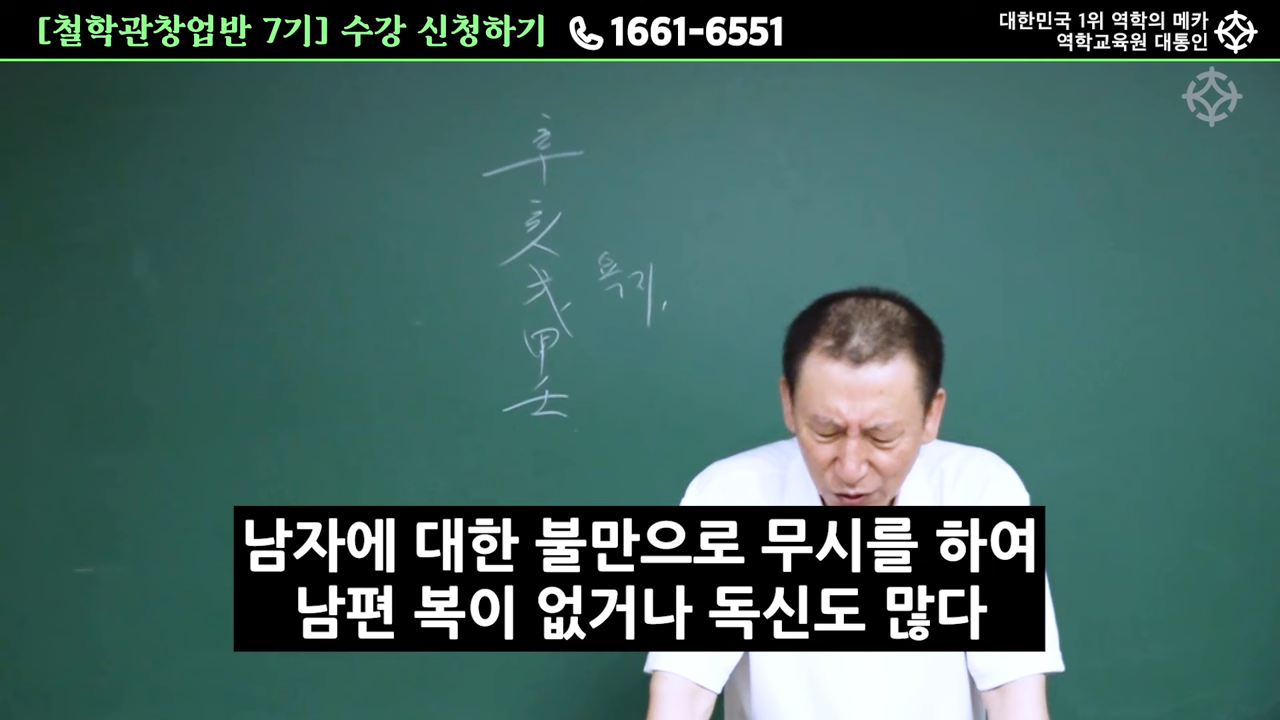 [철학관창업반 7기] 수강 신청하기 1661-6551
대한민국 1위 역학의 메카
역학교육원 대통인
辛
亥
戈
甲
壬
욕지,
남자에 대한 불만으로 무시를 하여
남편 복이 없거나 독신도 많다